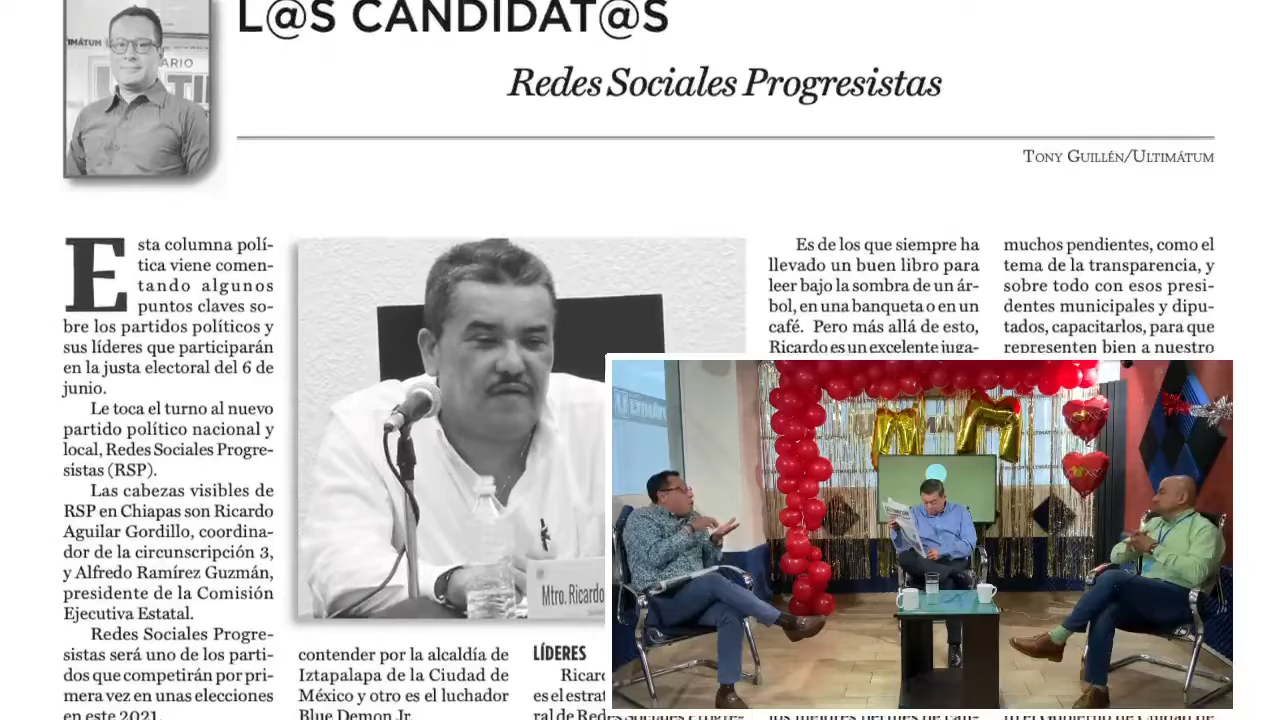 L@S CANDIDAT@S
Redes Sociales Progresistas
TONY GUILLÉN/ULTIMÁTUM
Esta columna polí-
tica viene comen-
tando algunos
puntos claves so-
bre los partidos políticos y
sus líderes que participarán
en la justa electoral del 6 de
junio.
Le toca el turno al nuevo
partido político nacional y
local, Redes Sociales Progre-
sistas (RSP).
Las cabezas visibles de
RSP en Chiapas son Ricardo
Aguilar Gordillo, coordina-
dor de la circunscripción 3,
y Alfredo Ramírez Guzmán,
presidente de la Comisión
Ejecutiva Estatal.
Redes Sociales Progre-
sistas será uno de los parti-
dos que competirán por pri-
mera vez en unas elecciones
en este 2021.
Mtro. Ricardo
contender por la alcaldía de
Iztapalapa de la Ciudad de
México y otro es el luchador
Blue Demon Jr.
LÍDERES
Ricar
es el estrat
ral de Redes Sociales Progre-
Es de los que siempre ha
llevado un buen libro para
leer bajo la sombra de un ár-
bol, en una banqueta o en un
café. Pero más allá de esto,
Ricardo es un excelente juga-
muchos pendientes, como el
tema de la transparencia, y
sobre todo con esos presi-
dentes municipales y dipu-
tados, capacitarlos, para que
representen bien a nuestro